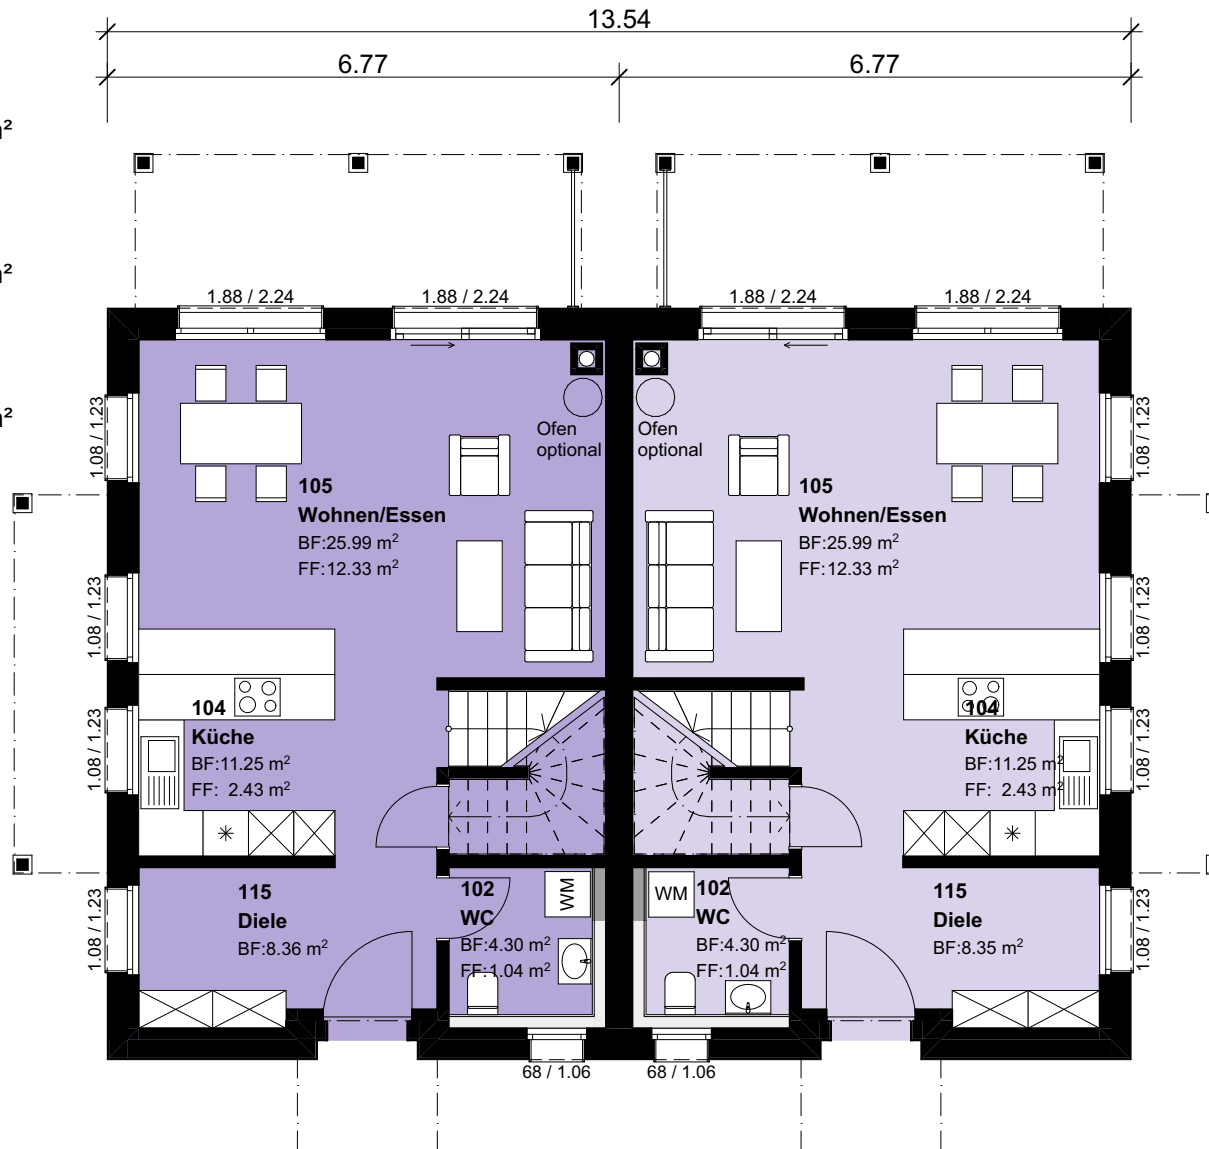 13.54
6.77 6.77
m²
m²
m²
1.88 / 2.24 1.88 / 2.24 1.88 / 2.24 1.88 / 2.24
1.08 / 1.23
1.08 / 1.23
1.08 / 1.23
1.08 / 1.23
Ofen
optional
105
Wohnen/Essen
BF:25.99 m²
FF:12.33 m²
104
Küche
BF:11.25 m²
FF: 2.43 m²
115
Diele
BF:8.36 m²
102
WC
BF:4.30 m²
FF:1.04 m²
WM
68 / 1.06
Ofen
optional
105
Wohnen/Essen
BF:25.99 m²
FF:12.33 m²
104
Küche
BF:11.25 m²
FF: 2.43 m²
WM
102
WC
BF:4.30 m²
FF:1.04 m²
115
Diele
BF:8.35 m²
68 / 1.06
1.08 / 1.23
1.08 / 1.23
1.08 / 1.23
1.08 / 1.23